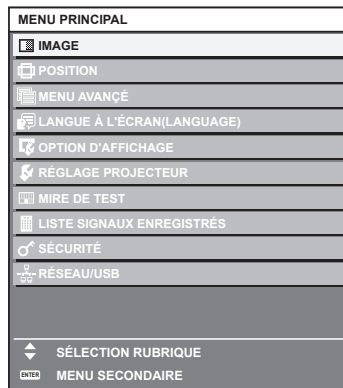 MENU PRINCIPAL
IMAGE
POSITION
MENU AVANÇÉ
LANGUE À L'ÉCRAN(LANGUAGE)
OPTION D'AFFICHAGE
RÉGLAGE PROJECTEUR
MIRE DE TEST
LISTE SIGNAUX ENREGISTRÉS
SÉCURITÉ
RÉSEAU/USB
SÉLECTION RUBRIQUE
ENTER MENU SECONDAIRE